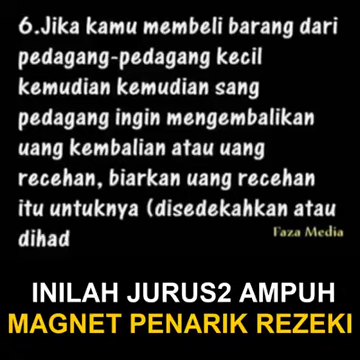 6.Jika kamu membeli barang dari
pedagang-pedagang kecil
kemudian kemudian sang
pedagang ingin mengembalikan
uang kembalian atau uang
recehan, biarkan uang recehan
itu untuknya (disedekahkan atau
dihad
Faza Media
INILAH JURUS2 AMPUH
MAGNET PENARIK REZEKI